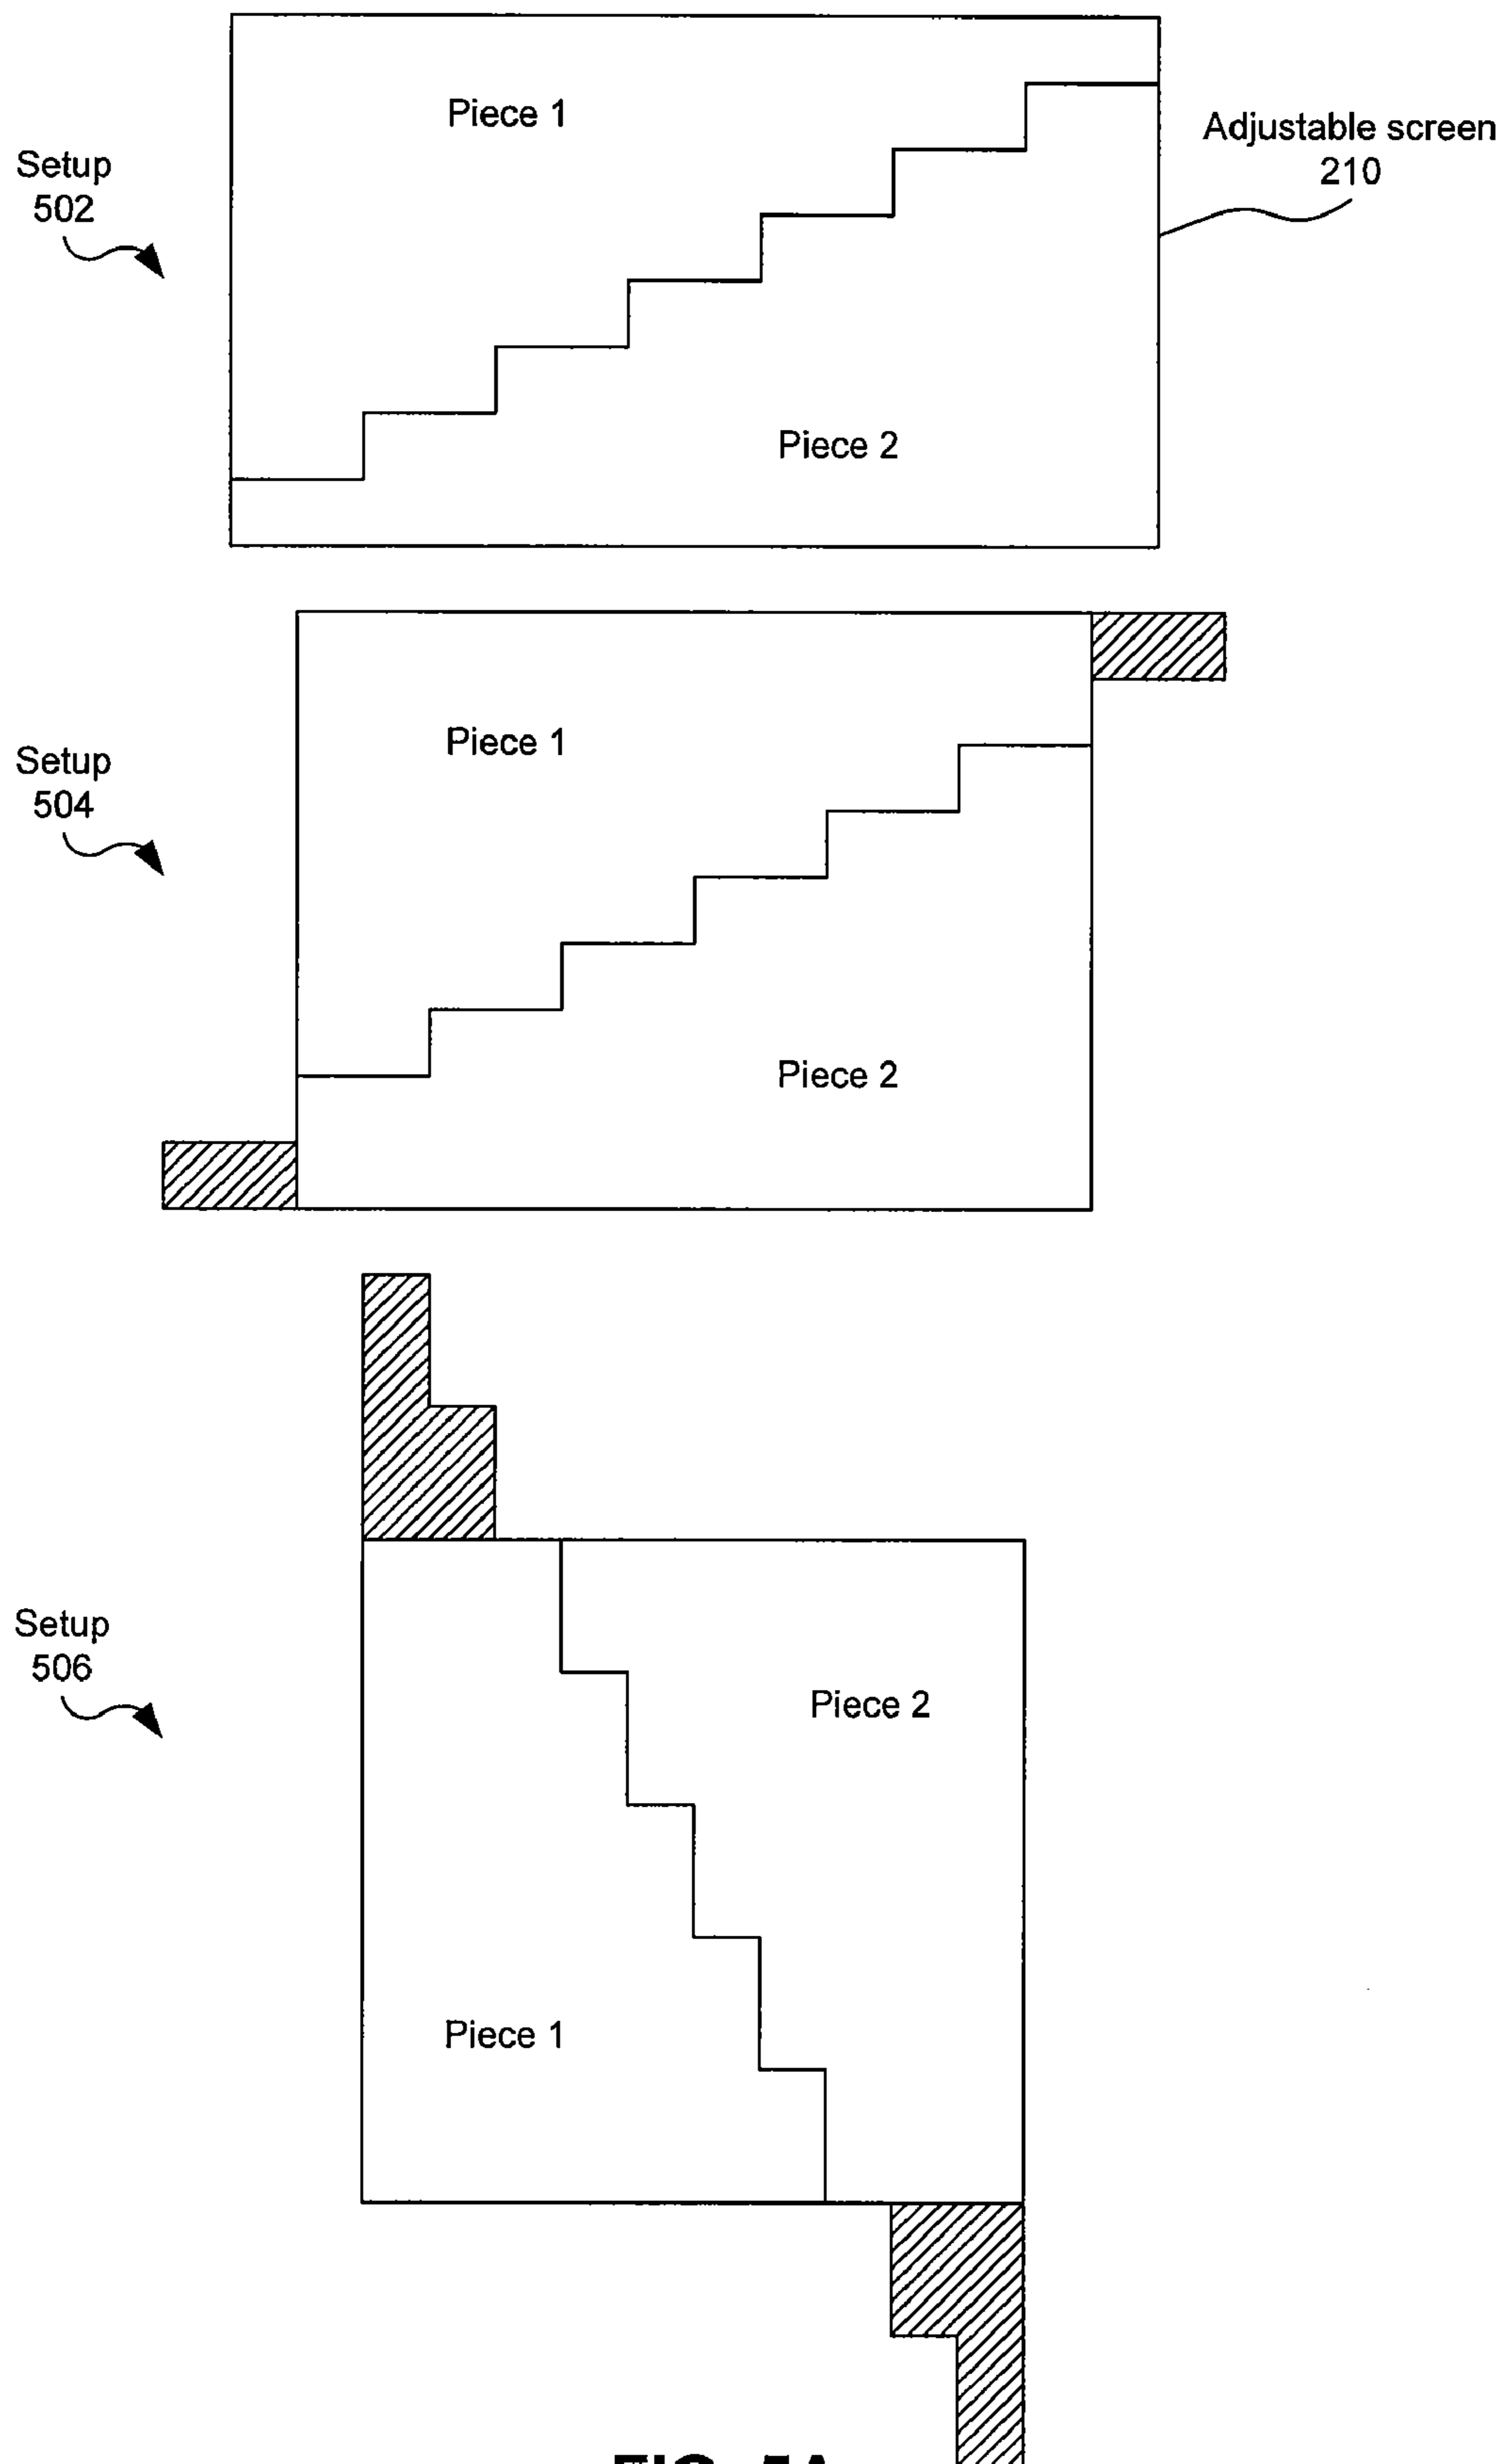 Piece 1
Adjustable screen
210
Setup
502
Piece 2
Piece 1
Setup
504
Piece 2
Setup
506
Piece 2
Piece 1